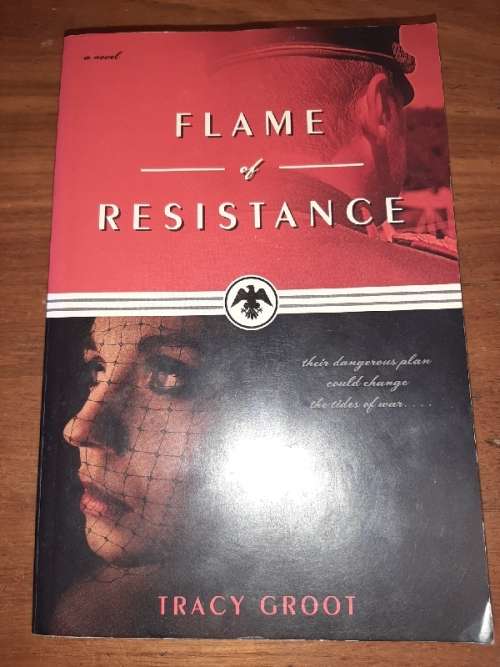 a novel
FLAME
of
RESISTANCE
their dangerous plan
could change
the tides of war.....
TRACY GROOT